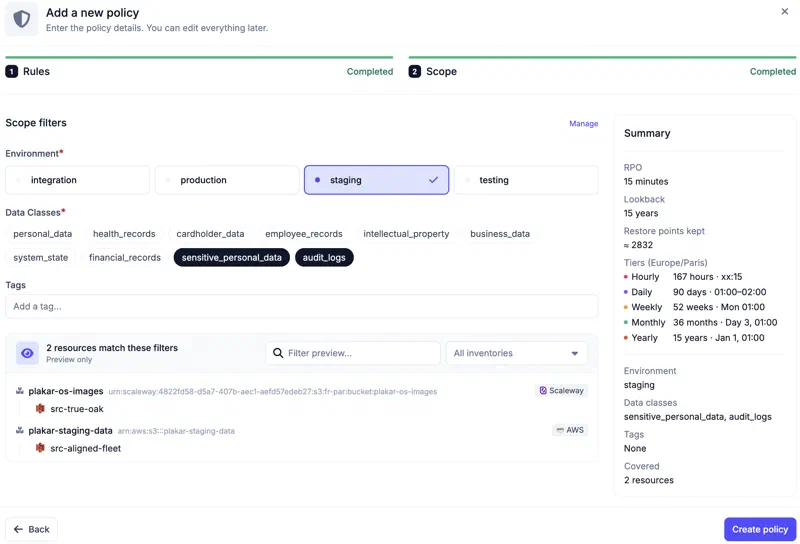 Add a new policy
Enter the policy details. You can edit everything later.
1 Rules Completed
2 Scope Completed
Scope filters Manage
Environment*
integration production staging testing
Data Classes*
personal_data health_records cardholder_data employee_records intellectual_property business_data
system_state financial_records sensitive_personal_data audit_logs
Tags
Add a tag...
2 resources match these filters
Preview only
Filter preview...
All inventories
plakar-os-images urn:scaleway:4822fd58-d5a7-407b-aec1-aefd57edeb27:s3:fr-par:bucket:plakar-os-images Scaleway
src-true-oak
plakar-staging-data arn:aws:s3:::plakar-staging-data AWS
src-aligned-fleet
Summary
RPO
15 minutes
Lookback
15 years
Restore points kept
≈ 2832
Tiers (Europe/Paris)
Hourly 167 hours · xx:15
Daily 90 days · 01:00–02:00
Weekly 52 weeks · Mon 01:00
Monthly 36 months · Day 3, 01:00
Yearly 15 years · Jan 1, 01:00
Environment
staging
Data classes
sensitive_personal_data, audit_logs
Tags
None
Covered
2 resources
Back
Create policy